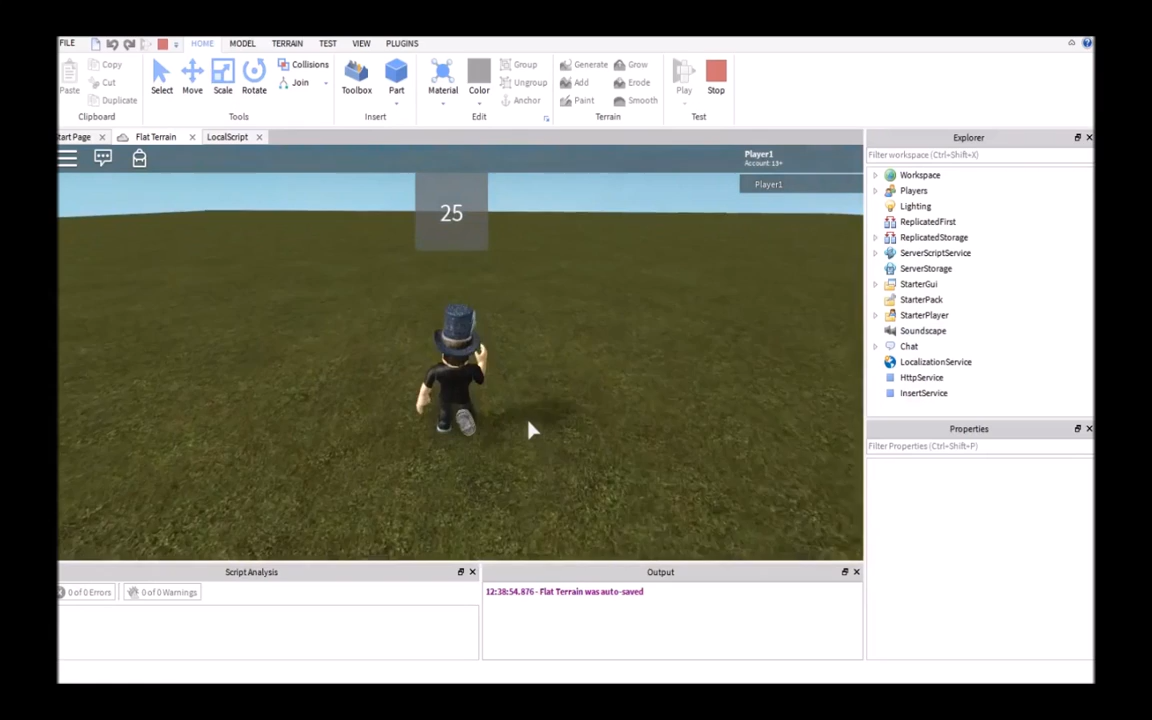 FILE HOME MODEL TERRAIN TEST VIEW PLUGINS
Copy Collisions Group Generate Grow
Cut Join Ungroup Add Erode
Paste Duplicate Select Move Scale Rotate Toolbox Part Material Color Anchor Paint Smooth Play Stop
Clipboard Tools Insert Edit Terrain Test
tart Page Flat Terrain LocalScript
Player1
Account: 13+
Player1
25
Explorer
Filter workspace (Ctrl+Shift+X)
Workspace
Players
Lighting
ReplicatedFirst
ReplicatedStorage
ServerScriptService
ServerStorage
StarterGui
StarterPack
StarterPlayer
Soundscape
Chat
LocalizationService
HttpService
InsertService
Properties
Filter Properties (Ctrl+Shift+P)
Script Analysis
0 of 0 Errors 0 of 0 Warnings
Output
12:38:54.876 - Flat Terrain was auto-saved